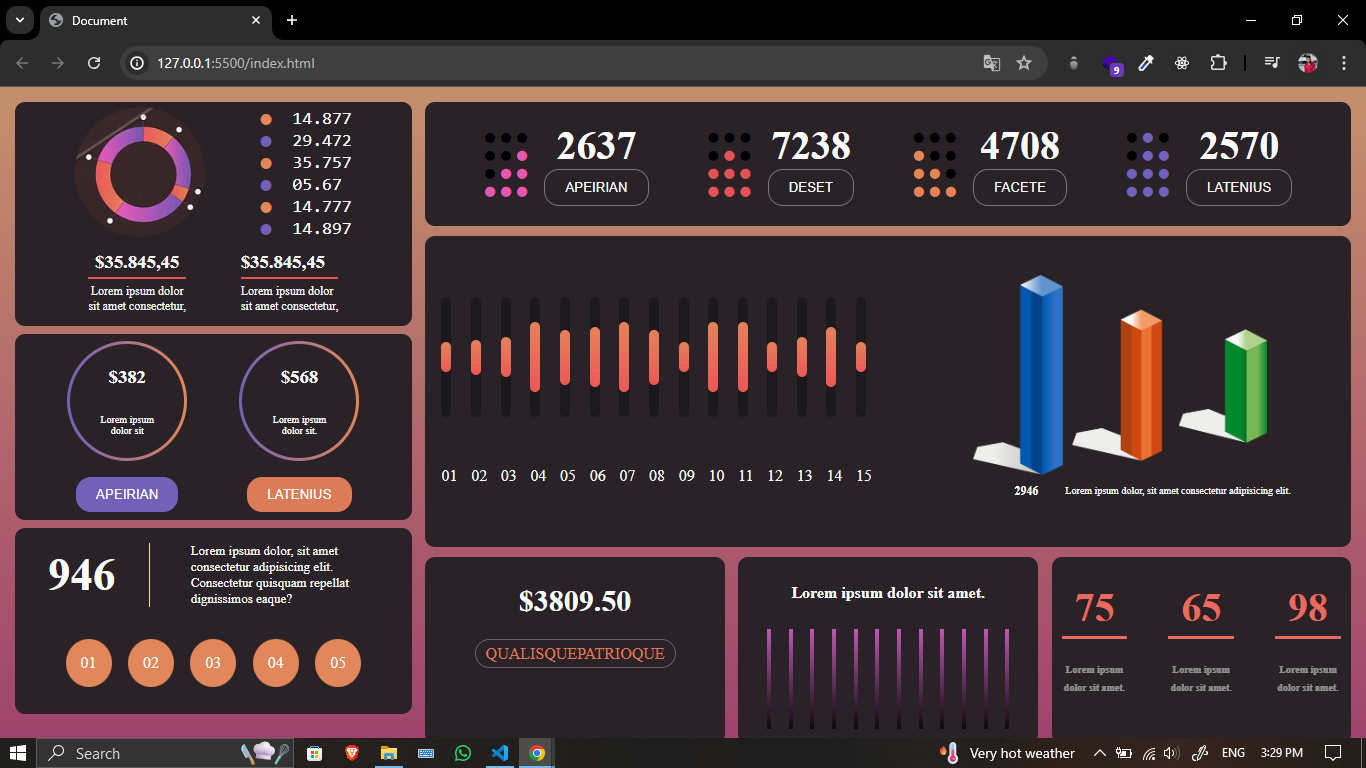 Document
127.0.0.1:5500/index.html
9
14.877
29.472
35.757
05.67
14.777
14.897
$35.845,45
Lorem ipsum dolor
sit amet consectetur,
$35.845,45
Lorem ipsum dolor
sit amet consectetur,
2637
APEIRIAN
7238
DESET
4708
FACETE
2570
LATENIUS
$382
Lorem ipsum
dolor sit
APEIRIAN
$568
Lorem ipsum
dolor sit.
LATENIUS
01 02 03 04 05 06 07 08 09 10 11 12 13 14 15
2946 Lorem ipsum dolor, sit amet consectetur adipisicing elit.
946
Lorem ipsum dolor, sit amet
consectetur adipisicing elit.
Consectetur quisquam repellat
dignissimos eaque?
01 02 03 04 05
$3809.50
QUALISQUEPATRIOQUE
Lorem ipsum dolor sit amet.
75
Lorem ipsum
dolor sit amet.
65
Lorem ipsum
dolor sit amet.
98
Lorem ipsum
dolor sit amet.
Search
Very hot weather
ENG
3:29 PM